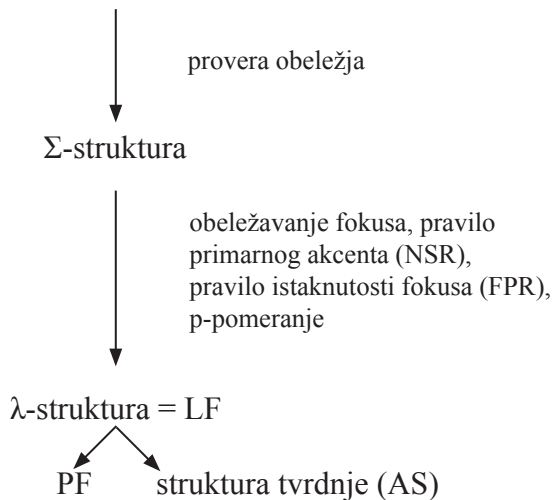 provera obeležja
Σ-struktura
obeležavanje fokusa, pravilo
primarnog akcenta (NSR),
pravilo istaknutosti fokusa (FPR),
p-pomeranje
λ-struktura = LF
PF struktura tvrdnje (AS)